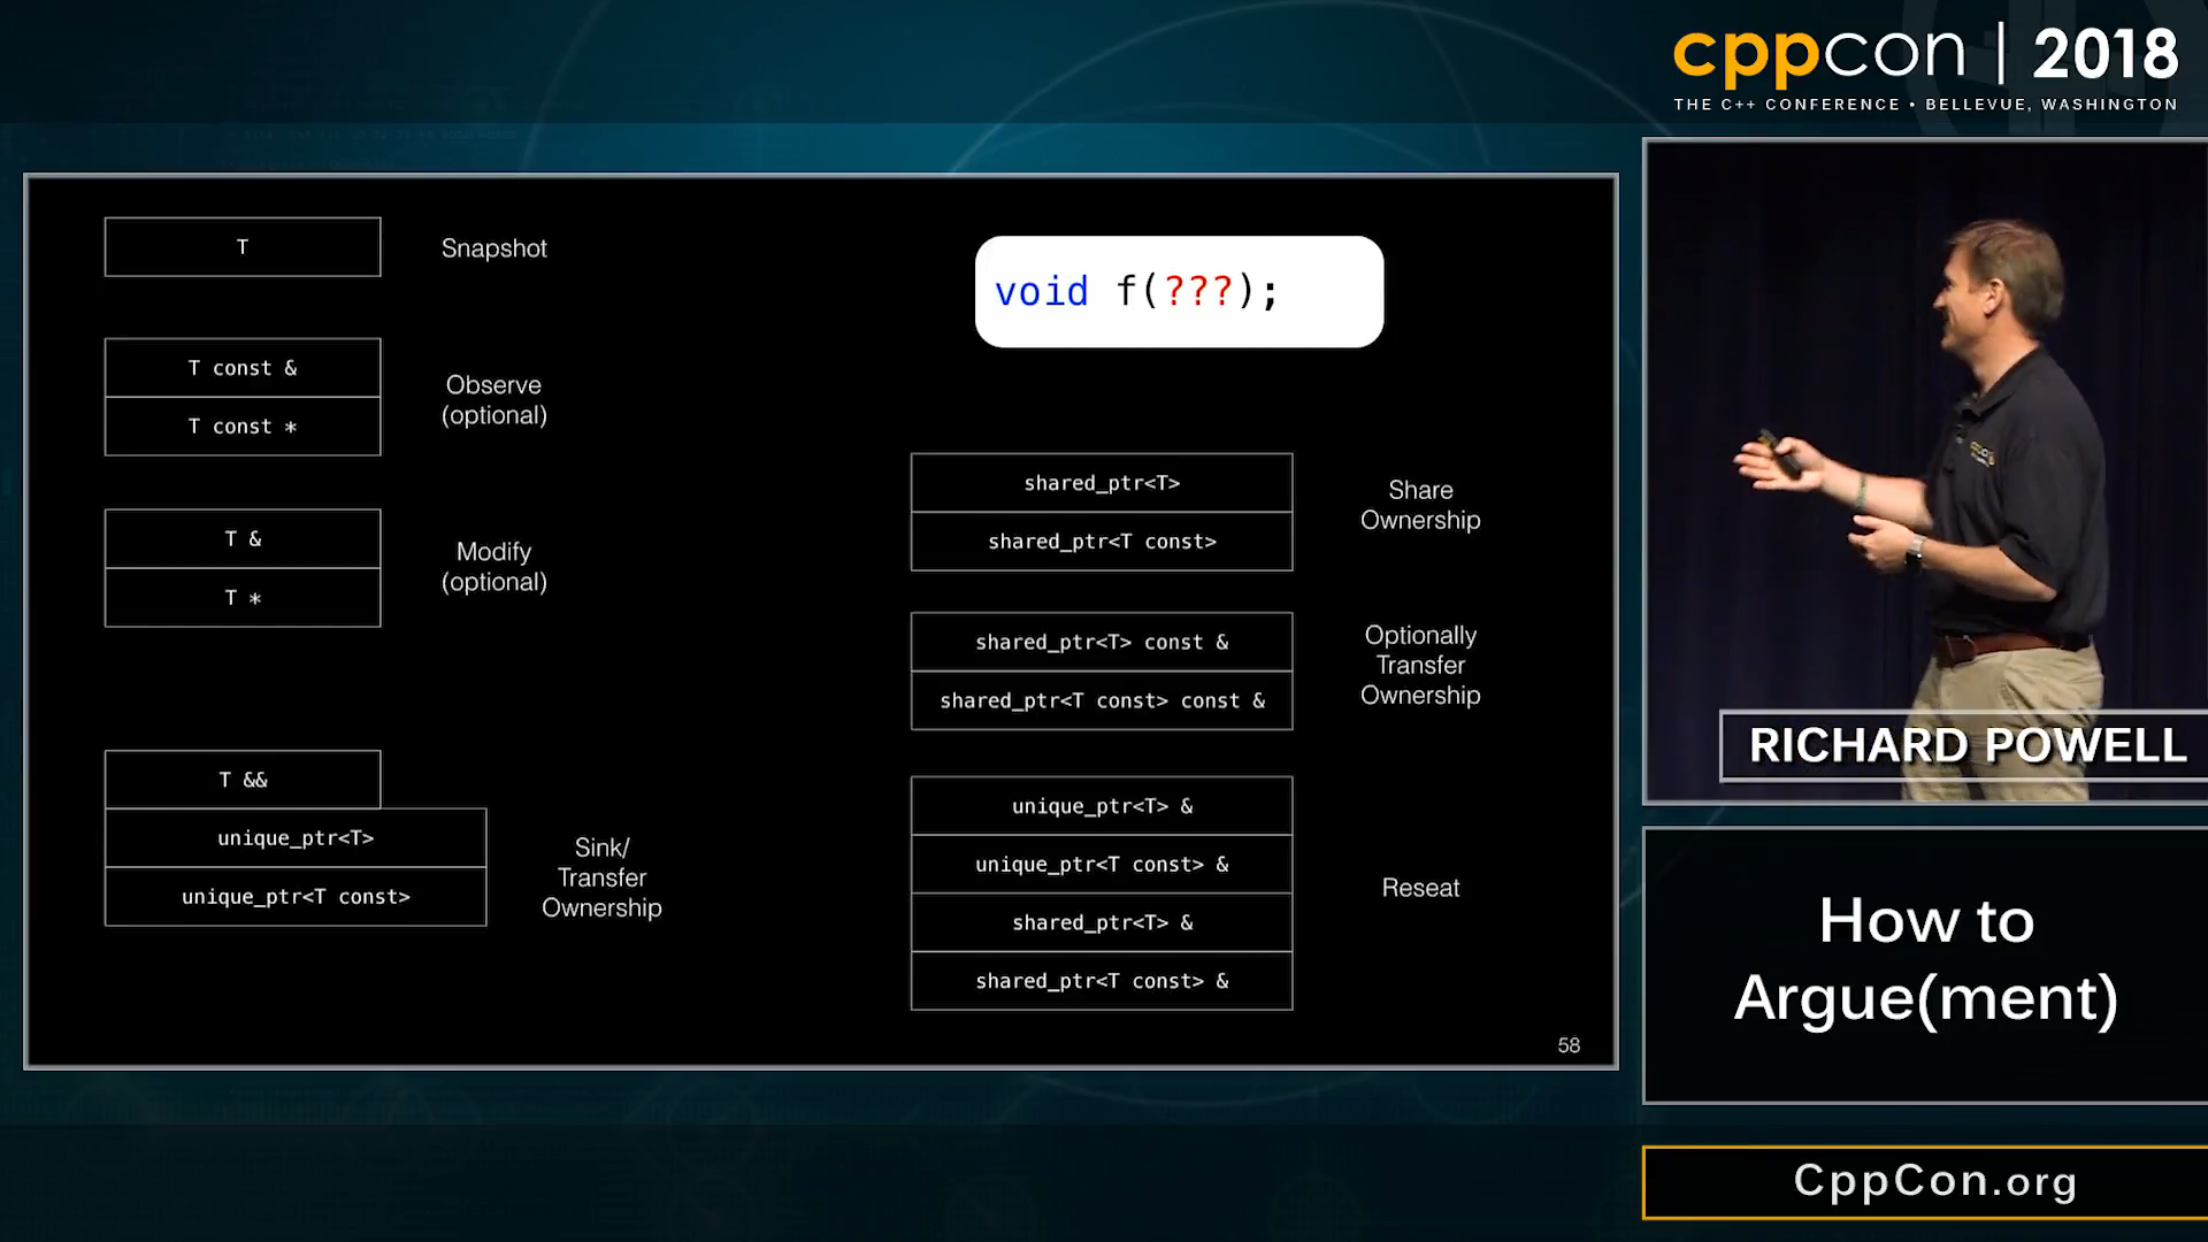 cppcon | 2018
THE C++ CONFERENCE • BELLEVUE, WASHINGTON
T
Snapshot
T const &
T const *
Observe
(optional)
T &
T *
Modify
(optional)
T &&
unique_ptr<T>
unique_ptr<T const>
Sink/
Transfer
Ownership
void f(???);
shared_ptr<T>
shared_ptr<T const>
Share
Ownership
shared_ptr<T> const &
shared_ptr<T const> const &
Optionally
Transfer
Ownership
unique_ptr<T> &
unique_ptr<T const> &
shared_ptr<T> &
shared_ptr<T const> &
Reseat
58
RICHARD POWELL
How to
Argue(ment)
CppCon.org